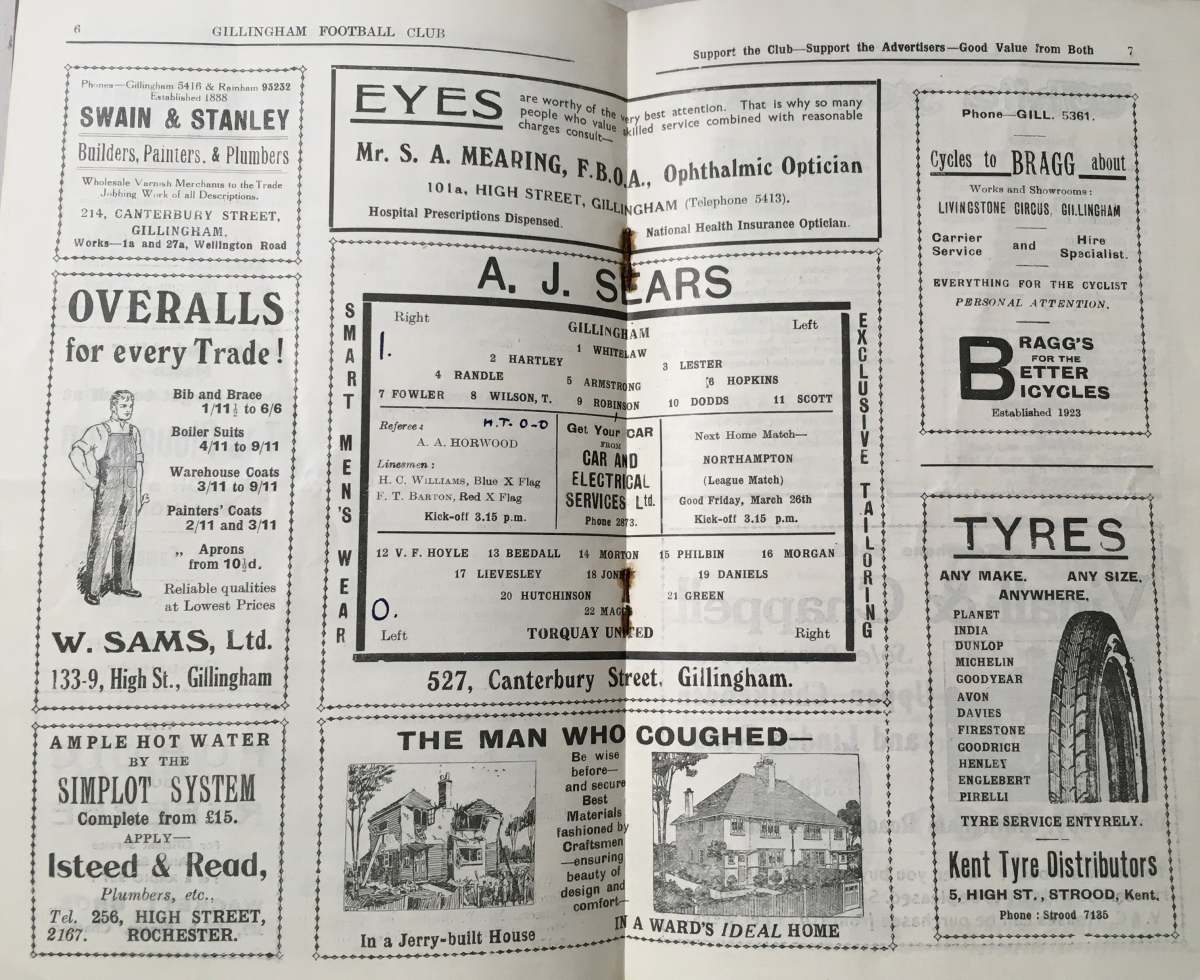 6
GILLINGHAM FOOTBALL CLUB
Phones—Gillingham 5416 & Rainham 93232
Established 1888
SWAIN & STANLEY
Builders, Painters. & Plumbers
Wholesale Varnish Merchants to the Trade
Jobbing Work of all Descriptions.
214, CANTERBURY STREET,
GILLINGHAM.
Works—1a and 27a, Wellington Road
OVERALLS
for every Trade!
Bib and Brace
1/11½ to 6/6
Boiler Suits
4/11 to 9/11
Warehouse Coats
3/11 to 9/11
Painters' Coats
2/11 and 3/11
„ Aprons
from 10½d.
Reliable qualities
at Lowest Prices
W. SAMS, Ltd.
133-9, High St., Gillingham
AMPLE HOT WATER
BY THE
SIMPLOT SYSTEM
Complete from £15.
APPLY—
Isteed & Read,
Plumbers, etc.,
Tel. 256, HIGH STREET,
2167. ROCHESTER.
EYES
are worthy of the very best attention. That is why so many
people who value skilled service combined with reasonable
charges consult—
Mr. S. A. MEARING, F.B.O.A., Ophthalmic Optician
101a, HIGH STREET, GILLINGHAM (Telephone 5413).
Hospital Prescriptions Dispensed. National Health Insurance Optician.
A. J. SEARS
SMART MEN'S WEAR
Right
Left
GILLINGHAM
1.
1 WHITELAW
2 HARTLEY
3 LESTER
4 RANDLE 5 ARMSTRONG 6 HOPKINS
7 FOWLER 8 WILSON, T. 9 ROBINSON 10 DODDS 11 SCOTT
Referee: H.T. 0-0
A. A. HORWOOD
Linesmen:
H. C. WILLIAMS, Blue X Flag
F. T. BARTON, Red X Flag
Kick-off 3.15 p.m.
Get Your CAR
FROM
CAR AND
ELECTRICAL
SERVICES Ltd.
Phone 2873.
Next Home Match—
NORTHAMPTON
(League Match)
Good Friday, March 26th
Kick-off 3.15 p.m.
12 V. F. HOYLE 13 BEEDALL 14 MORTON 15 PHILBIN 16 MORGAN
17 LIEVESLEY 18 19 DANIELS
20 HUTCHINSON 21 GREEN
22
0.
Left
TORQUAY UNITED
Right
EXCLUSIVE TAILORING
527, Canterbury Street, Gillingham.
THE MAN WHO COUGHED—
Be wise
before—
and secure
Best
Materials
fashioned by
Craftsmen
—ensuring
beauty of
design and
comfort—
In a Jerry-built House
IN A WARD'S IDEAL HOME
Support the Club—Support the Advertisers—Good Value from Both
7
Phone—GILL. 5361.
Cycles to BRAGG about
Works and Showrooms:
LIVINGSTONE CIRCUS, GILLINGHAM
Carrier Service and Hire Specialist.
EVERYTHING FOR THE CYCLIST
PERSONAL ATTENTION.
BRAGG'S
FOR THE
BETTER
BICYCLES
Established 1923
TYRES
ANY MAKE. ANY SIZE.
ANYWHERE.
PLANET
INDIA
DUNLOP
MICHELIN
GOODYEAR
AVON
DAVIES
FIRESTONE
GOODRICH
HENLEY
ENGLEBERT
PIRELLI
TYRE SERVICE ENTYRELY.
Kent Tyre Distributors
5, HIGH ST., STROOD, Kent.
Phone : Strood 7135